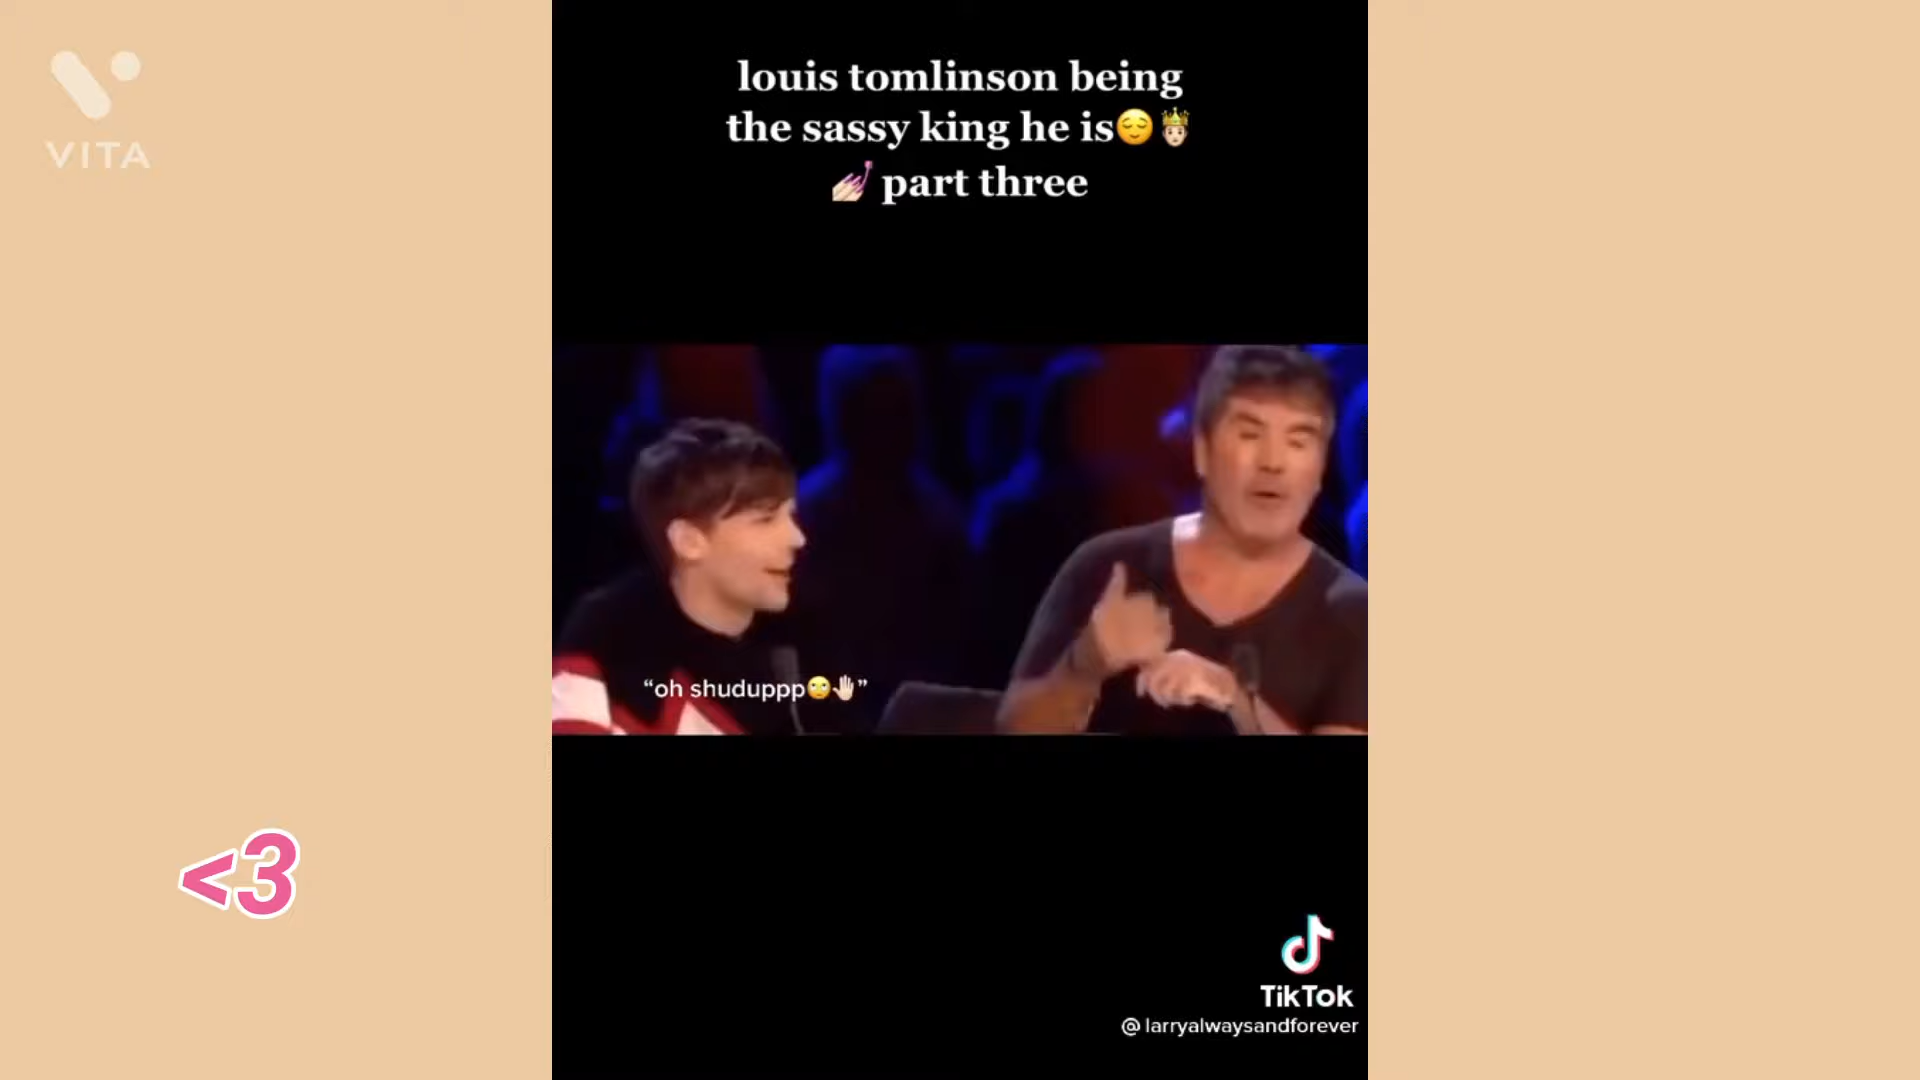 VITA
louis tomlinson being
the sassy king he is😌🤴🏻
💅🏻 part three
“oh shuduppp🙄🤚🏻”
<3
TikTok
@ larryalwaysandforever